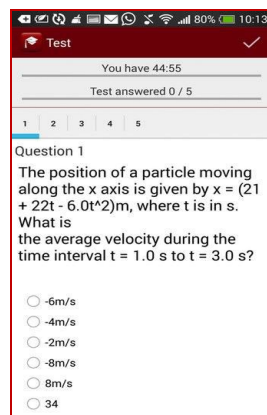 80% 10:13
Test
You have 44:55
Test answered 0 / 5
1 2 3 4 5
Question 1
The position of a particle moving
along the x axis is given by x = (21
+ 22t - 6.0t^2)m, where t is in s.
What is
the average velocity during the
time interval t = 1.0 s to t = 3.0 s?
-6m/s
-4m/s
-2m/s
-8m/s
8m/s
34